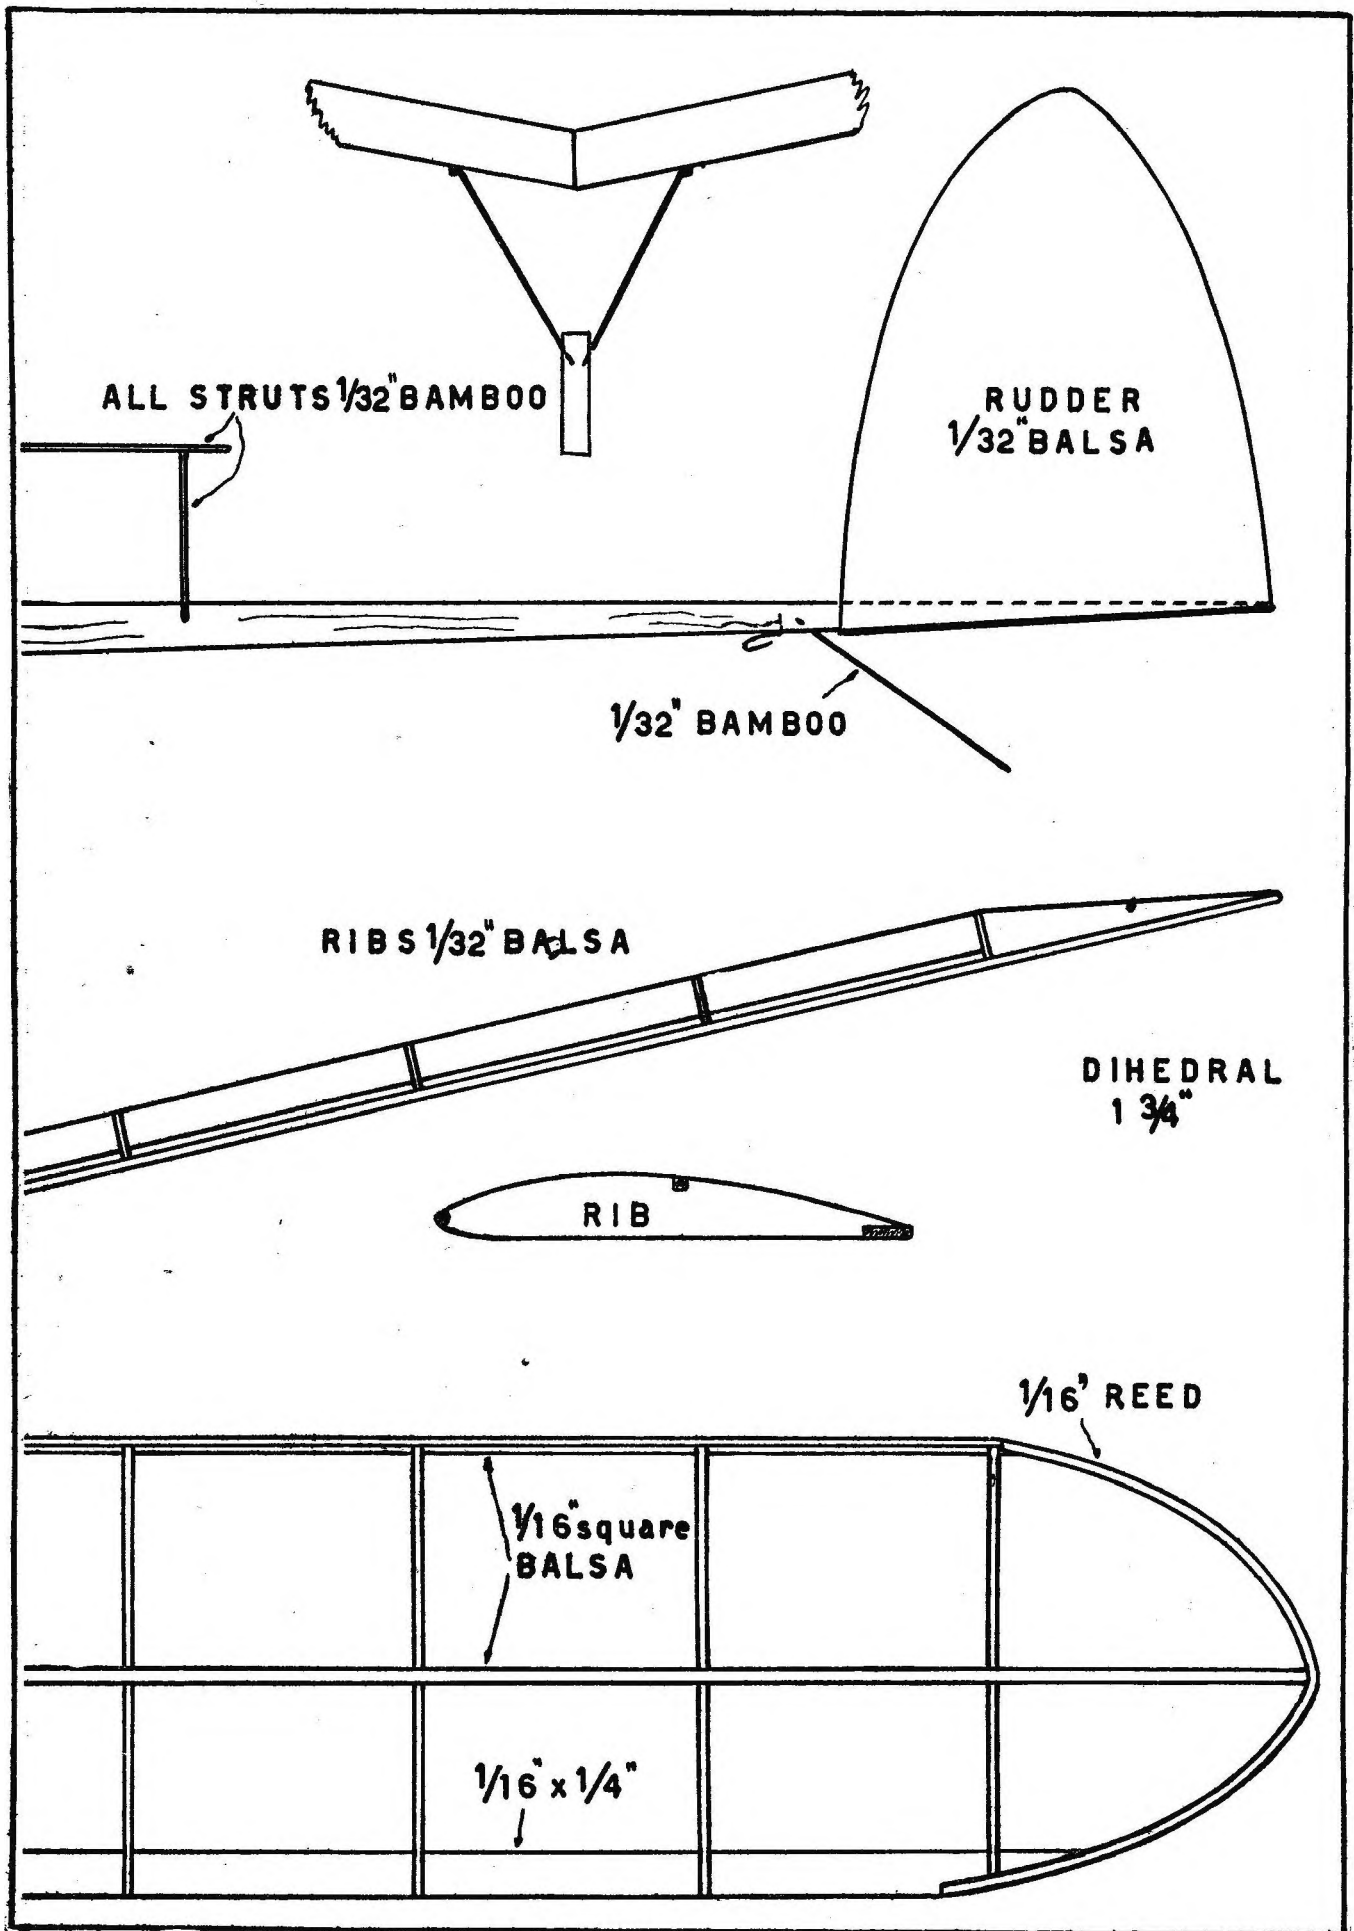 ALL STRUTS 1/32" BAMBOO
RUDDER
1/32" BALSA
1/32" BAMBOO
RIBS 1/32" BALSA
DIHEDRAL
1 3/4"
RIB
1/16" REED
1/16" square
BALSA
1/16" x 1/4"